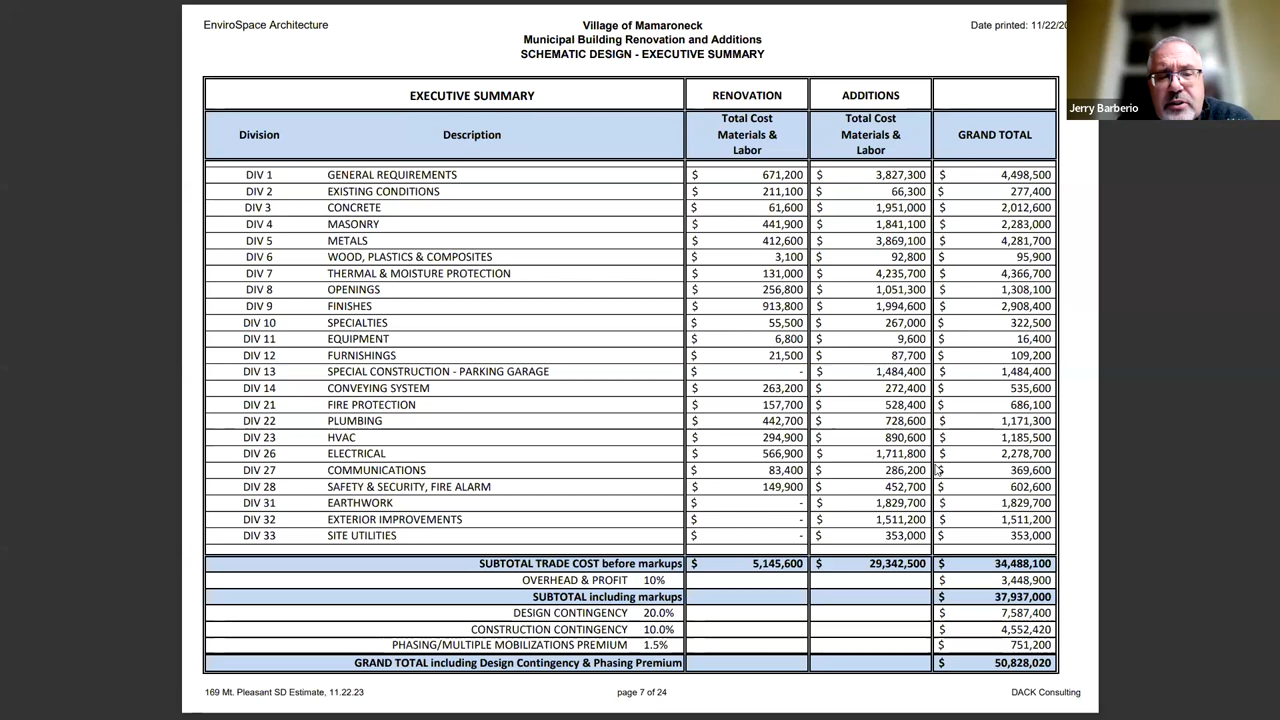 EnviroSpace Architecture Village of Mamaroneck Date printed: 11/22/20
Municipal Building Renovation and Additions
SCHEMATIC DESIGN - EXECUTIVE SUMMARY
EXECUTIVE SUMMARY RENOVATION ADDITIONS
Division Description Total Cost Materials & Labor Total Cost Materials & Labor GRAND TOTAL
DIV 1 GENERAL REQUIREMENTS $ 671,200 $ 3,827,300 $ 4,498,500
DIV 2 EXISTING CONDITIONS $ 211,100 $ 66,300 $ 277,400
DIV 3 CONCRETE $ 61,600 $ 1,951,000 $ 2,012,600
DIV 4 MASONRY $ 441,900 $ 1,841,100 $ 2,283,000
DIV 5 METALS $ 412,600 $ 3,869,100 $ 4,281,700
DIV 6 WOOD, PLASTICS & COMPOSITES $ 3,100 $ 92,800 $ 95,900
DIV 7 THERMAL & MOISTURE PROTECTION $ 131,000 $ 4,235,700 $ 4,366,700
DIV 8 OPENINGS $ 256,800 $ 1,051,300 $ 1,308,100
DIV 9 FINISHES $ 913,800 $ 1,994,600 $ 2,908,400
DIV 10 SPECIALTIES $ 55,500 $ 267,000 $ 322,500
DIV 11 EQUIPMENT $ 6,800 $ 9,600 $ 16,400
DIV 12 FURNISHINGS $ 21,500 $ 87,700 $ 109,200
DIV 13 SPECIAL CONSTRUCTION - PARKING GARAGE $ - $ 1,484,400 $ 1,484,400
DIV 14 CONVEYING SYSTEM $ 263,200 $ 272,400 $ 535,600
DIV 21 FIRE PROTECTION $ 157,700 $ 528,400 $ 686,100
DIV 22 PLUMBING $ 442,700 $ 728,600 $ 1,171,300
DIV 23 HVAC $ 294,900 $ 890,600 $ 1,185,500
DIV 26 ELECTRICAL $ 566,900 $ 1,711,800 $ 2,278,700
DIV 27 COMMUNICATIONS $ 83,400 $ 286,200 $ 369,600
DIV 28 SAFETY & SECURITY, FIRE ALARM $ 149,900 $ 452,700 $ 602,600
DIV 31 EARTHWORK $ - $ 1,829,700 $ 1,829,700
DIV 32 EXTERIOR IMPROVEMENTS $ - $ 1,511,200 $ 1,511,200
DIV 33 SITE UTILITIES $ - $ 353,000 $ 353,000
SUBTOTAL TRADE COST before markups $ 5,145,600 $ 29,342,500 $ 34,488,100
OVERHEAD & PROFIT 10% $ 3,448,900
SUBTOTAL including markups $ 37,937,000
DESIGN CONTINGENCY 20.0% $ 7,587,400
CONSTRUCTION CONTINGENCY 10.0% $ 4,552,420
PHASING/MULTIPLE MOBILIZATIONS PREMIUM 1.5% $ 751,200
GRAND TOTAL including Design Contingency & Phasing Premium $ 50,828,020
169 Mt. Pleasant SD Estimate, 11.22.23 page 7 of 24 DACK Consulting
Jerry Barberio